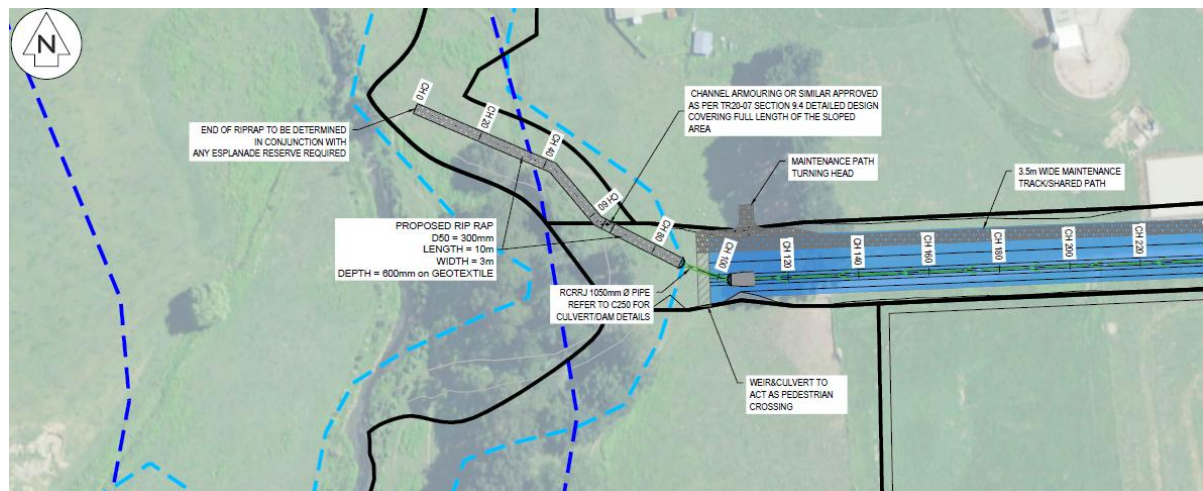 N
CH 0
CH 20
CH 40
CH 60
CH 80
CH 100
CH 120
CH 140
CH 160
CH 180
CH 200
CH 220
END OF RIPRAP TO BE DETERMINED
IN CONJUNCTION WITH
ANY ESPLANADE RESERVE REQUIRED
CHANNEL ARMOURING OR SIMILAR APPROVED
AS PER TR20-07 SECTION 9.4 DETAILED DESIGN
COVERING FULL LENGTH OF THE SLOPED
AREA
MAINTENANCE PATH
TURNING HEAD
3.5m WIDE MAINTENANCE
TRACK/SHARED PATH
PROPOSED RIP RAP
D50 = 300mm
LENGTH = 10m
WIDTH = 3m
DEPTH = 600mm on GEOTEXTILE
RCRRJ 1050mm Ø PIPE
REFER TO C250 FOR
CULVERT/DAM DETAILS
WEIR&CULVERT TO
ACT AS PEDESTRIAN
CROSSING